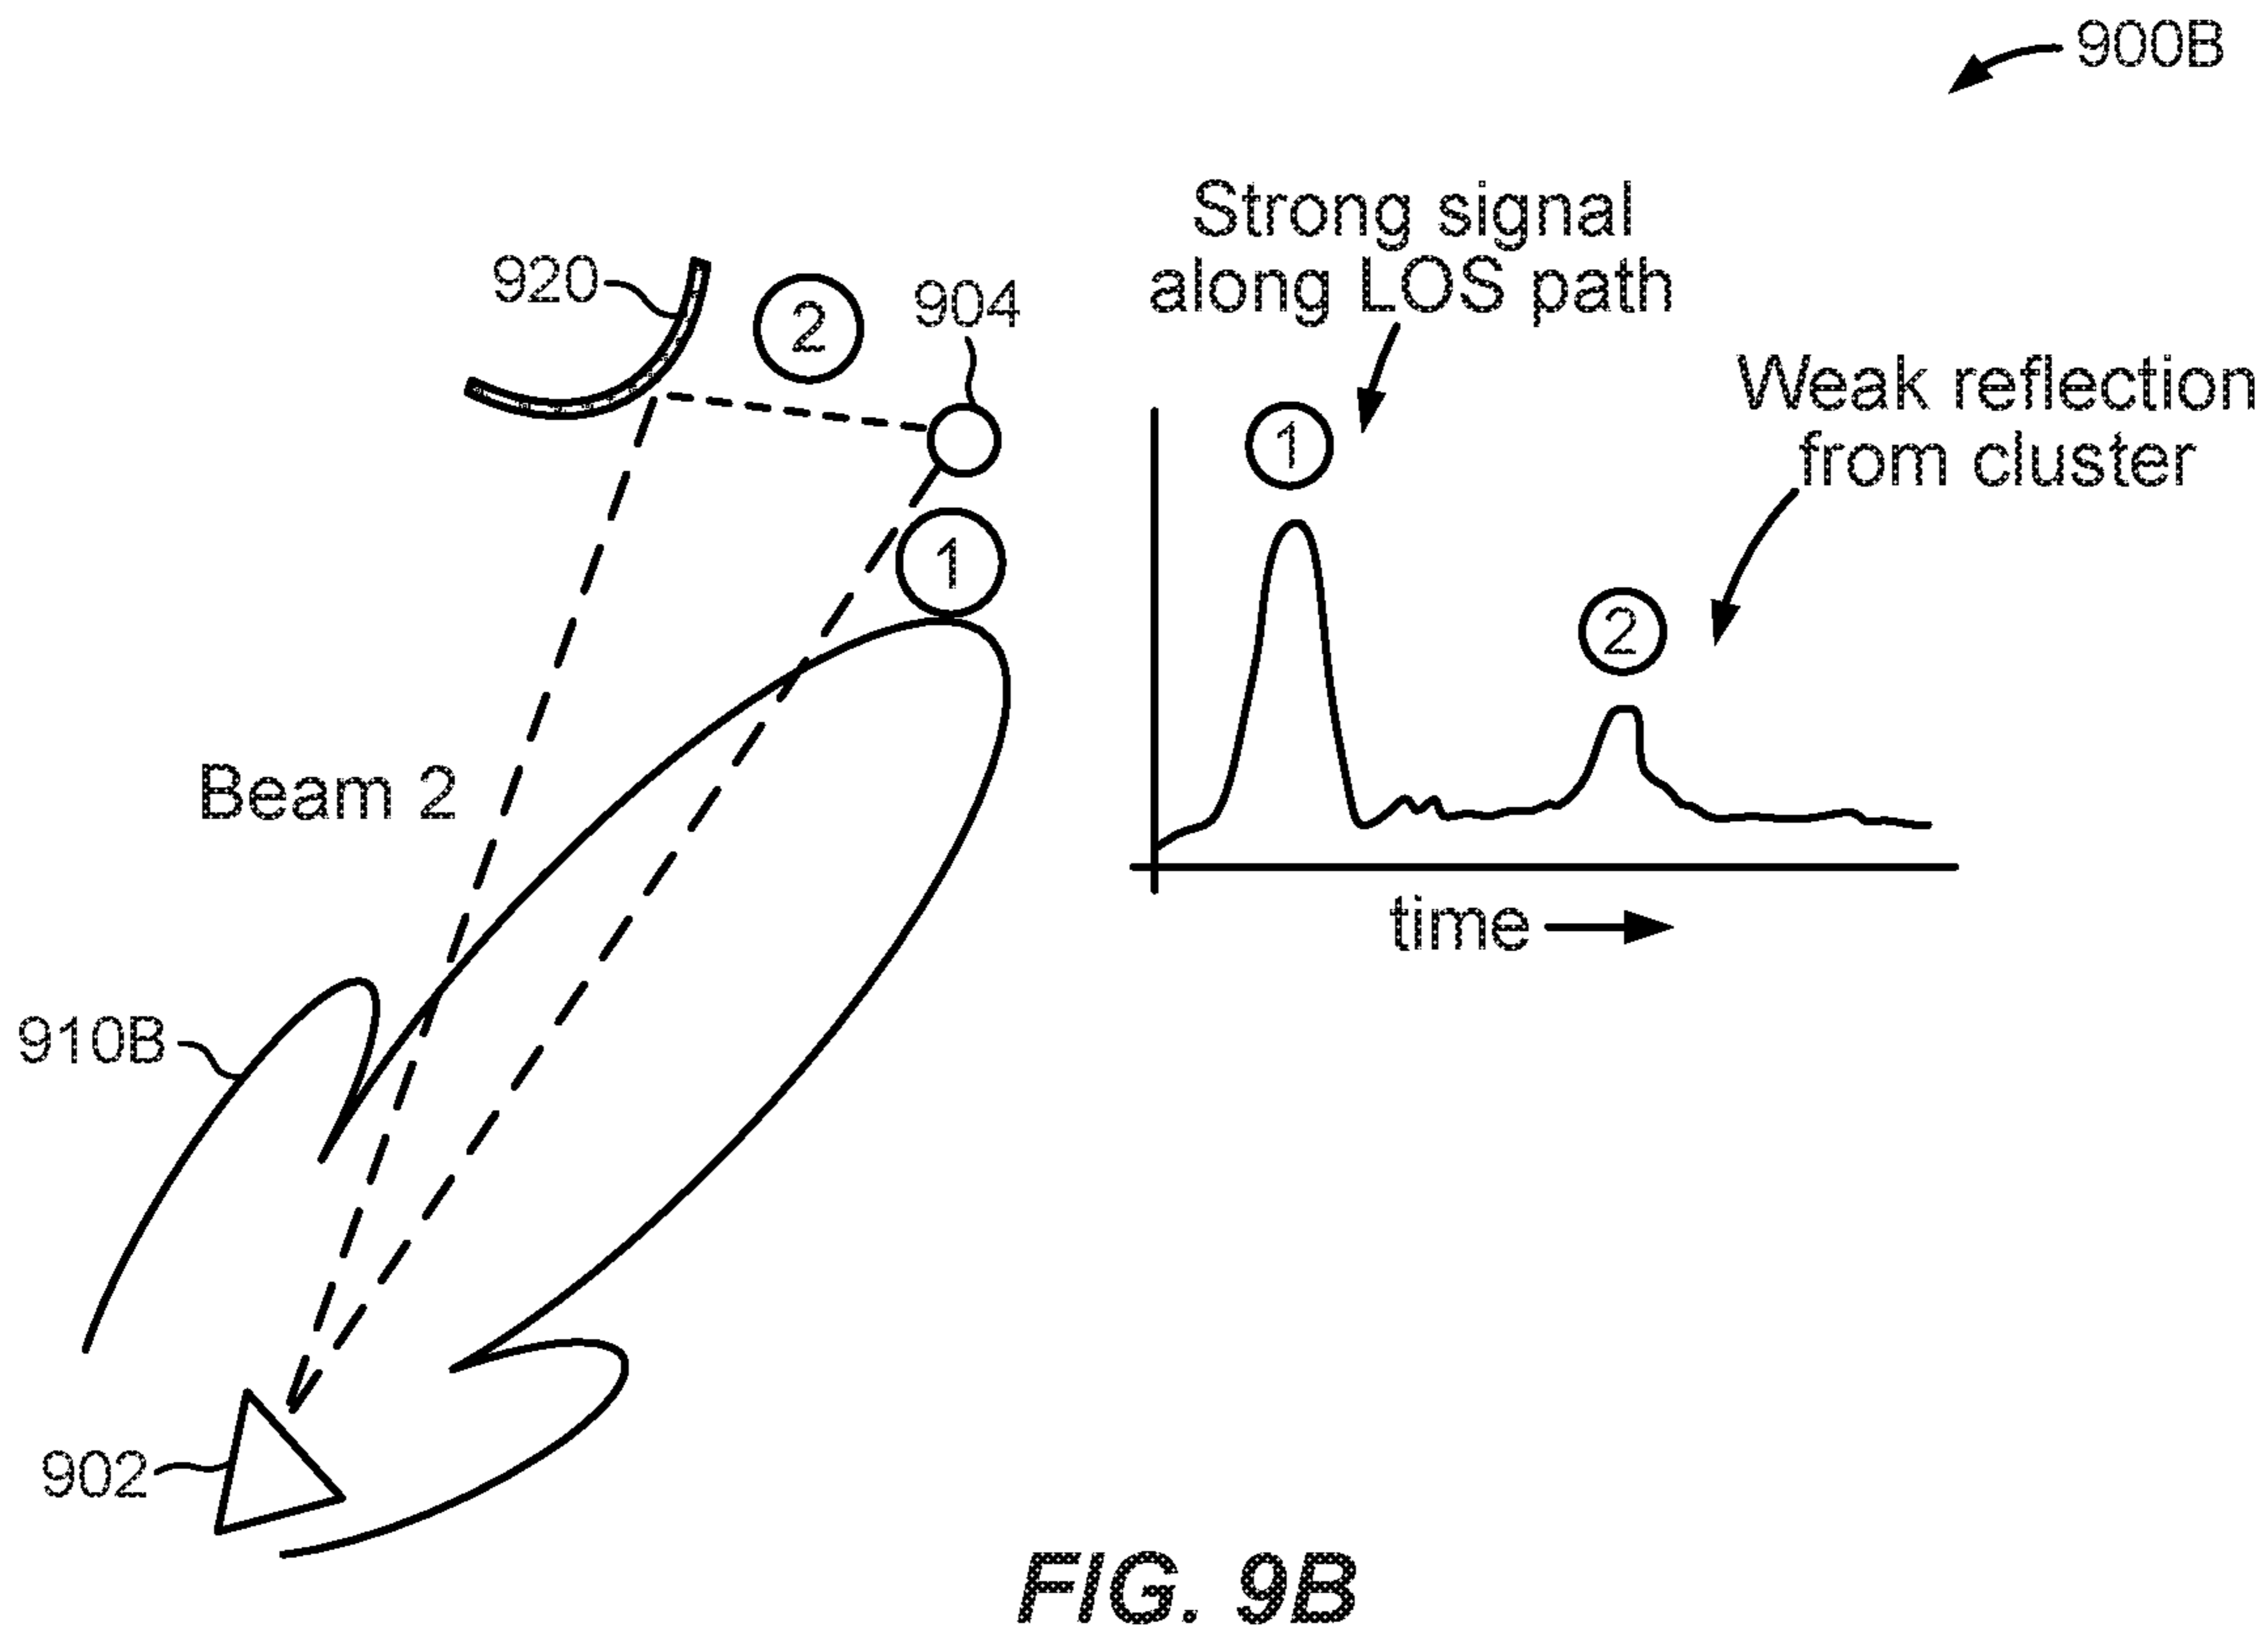 900B
Strong signal
along LOS path
920
2
904
Weak reflection
from cluster
1
1
2
Beam 2
time
910B
902
FIG. 9B